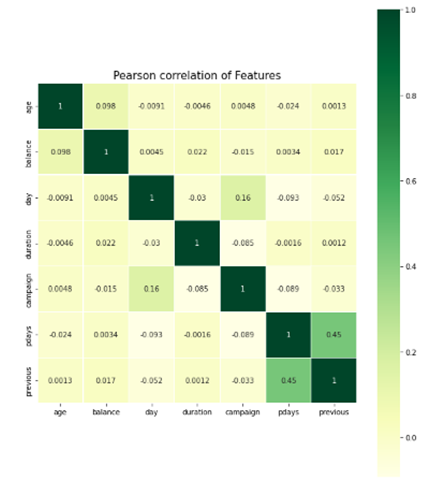 Pearson correlation of Features
1.0
age 1 0.098 -0.0091 -0.0046 0.0048 -0.024 0.0013
0.8
balance 0.098 1 0.0045 0.022 -0.015 0.0034 0.017
day -0.0091 0.0045 1 -0.03 0.16 -0.093 -0.052
0.6
duration -0.0046 0.022 -0.03 1 -0.085 -0.0016 0.0012
0.4
campaign 0.0048 -0.015 0.16 -0.085 1 -0.089 -0.033
pdays -0.024 0.0034 -0.093 -0.0016 -0.089 1 0.45
0.2
previous 0.0013 0.017 -0.052 0.0012 -0.033 0.45 1
age balance day duration campaign pdays previous
0.0